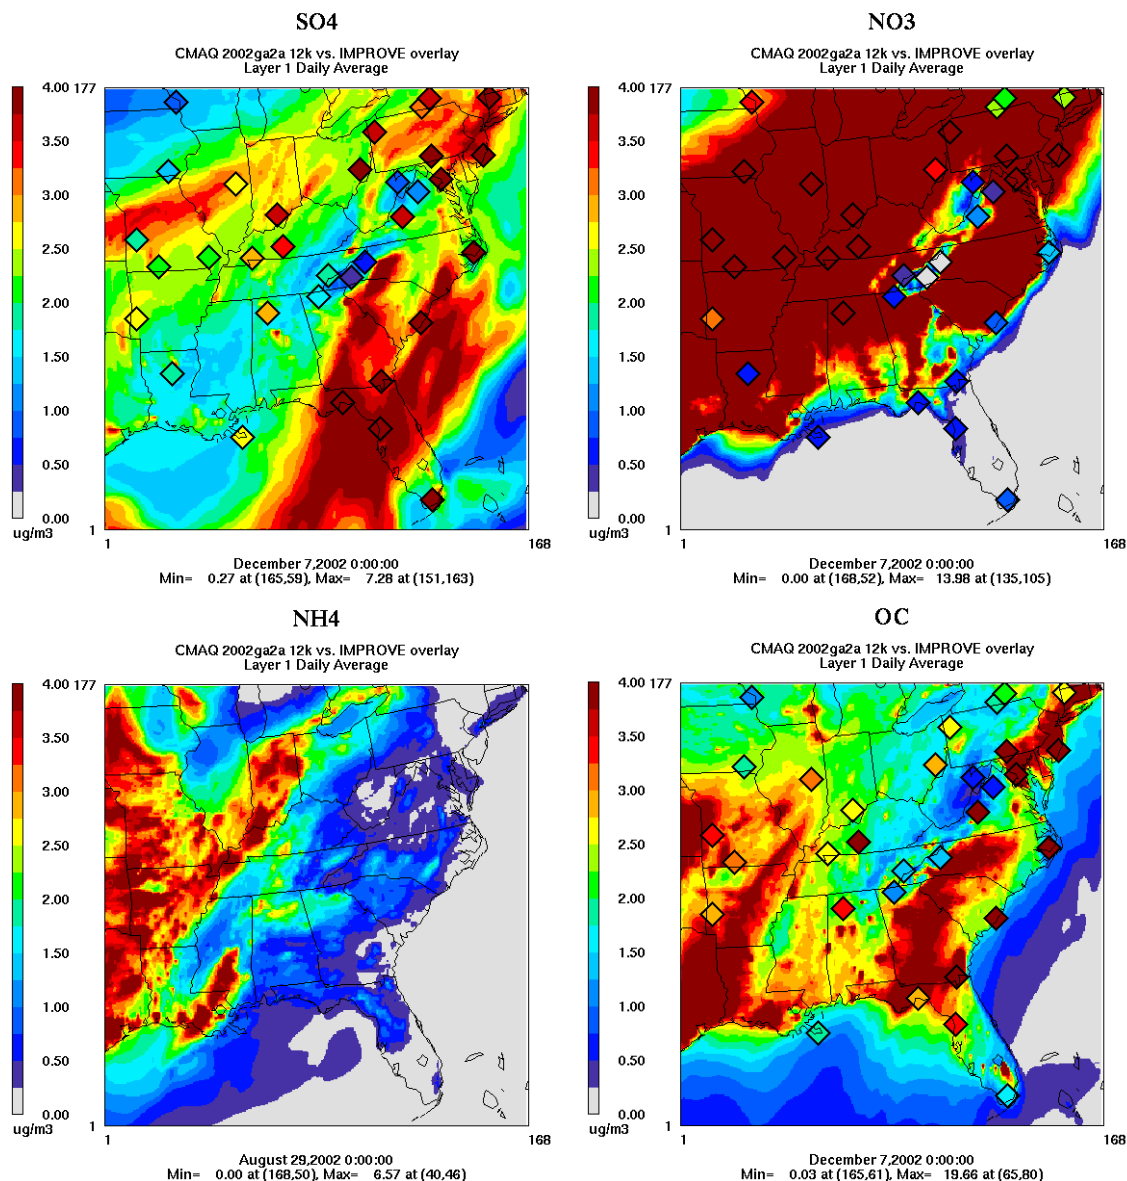 SO4
CMAQ 2002ga2a 12k vs. IMPROVE overlay
Layer 1 Daily Average
4.00 177
3.50
3.00
2.50
2.00
1.50
1.00
0.50
0.00
ug/m3
1
1
168
December 7,2002 0:00:00
Min= 0.27 at (165,59), Max= 7.28 at (151,163)
NO3
CMAQ 2002ga2a 12k vs. IMPROVE overlay
Layer 1 Daily Average
4.00 177
3.50
3.00
2.50
2.00
1.50
1.00
0.50
0.00
ug/m3
1
1
168
December 7,2002 0:00:00
Min= 0.00 at (168,52), Max= 13.98 at (135,105)
NH4
CMAQ 2002ga2a 12k vs. IMPROVE overlay
Layer 1 Daily Average
4.00 177
3.50
3.00
2.50
2.00
1.50
1.00
0.50
0.00
ug/m3
1
1
168
August 29,2002 0:00:00
Min= 0.00 at (168,50), Max= 6.57 at (40,46)
OC
CMAQ 2002ga2a 12k vs. IMPROVE overlay
Layer 1 Daily Average
4.00 177
3.50
3.00
2.50
2.00
1.50
1.00
0.50
0.00
ug/m3
1
1
168
December 7,2002 0:00:00
Min= 0.03 at (165,61), Max= 19.66 at (65,80)